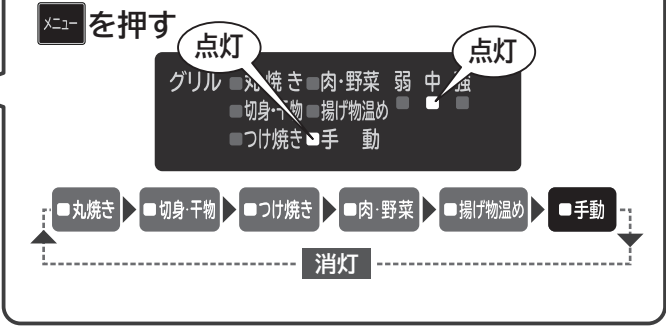 メニュー を押す
点灯
点灯
グリル 丸焼き 肉・野菜 弱 中 強
切身・干物 揚げ物温め
つけ焼き 手 動
丸焼き 切身・干物 つけ焼き 肉・野菜 揚げ物温め 手動
消灯